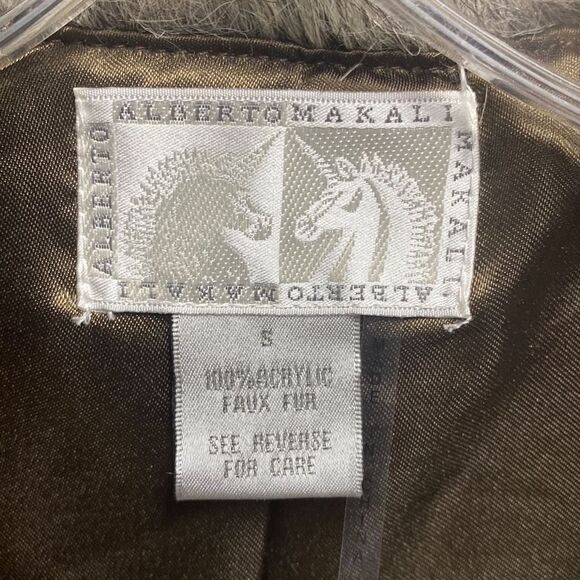 ALBERTO MAKALI
MAKALI
ALBERTO MAKALI
ALBERTO
S
100% ACRYLIC
FAUX FUR
SEE REVERSE
FOR CARE